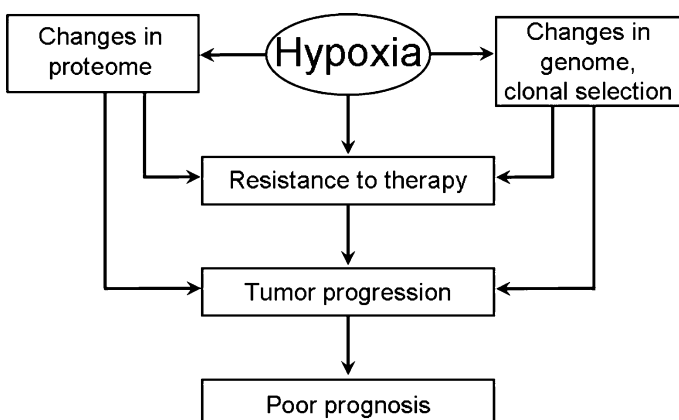 Changes in
proteome
Hypoxia
Changes in
genome,
clonal selection
Resistance to therapy
Tumor progression
Poor prognosis